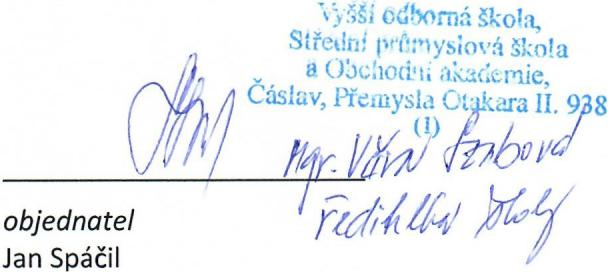 Vyšší odborná škola,
Střední průmyslová škola
a Obchodní akademie,
Čáslav, Přemysla Otakara II. 938
(1)
Mgr. Szabová
ředitelka školy
objednatel
Jan Spáčil